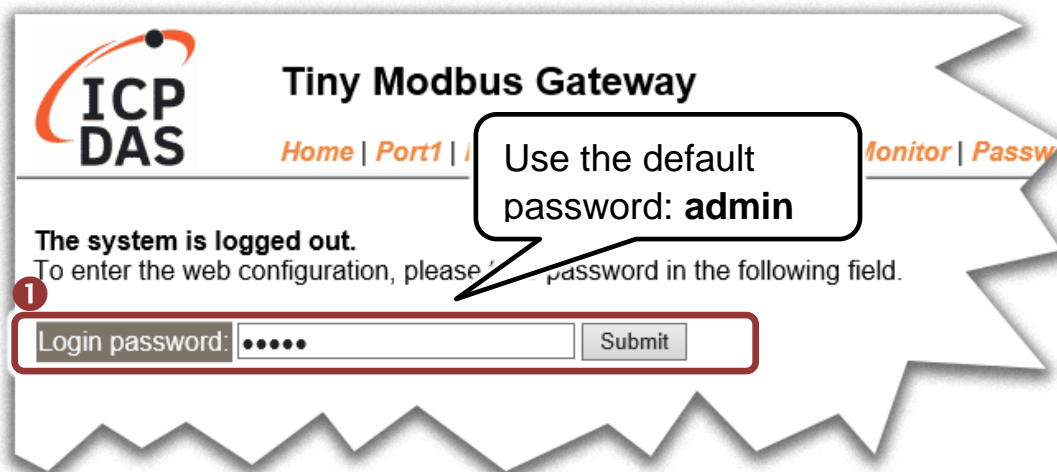 ICP
DAS
Tiny Modbus Gateway
Home | Port1 | Monitor |
Use the default
password: admin
The system is logged out.
To enter the web configuration, please password in the following field.
1
Login password: ••••• Submit